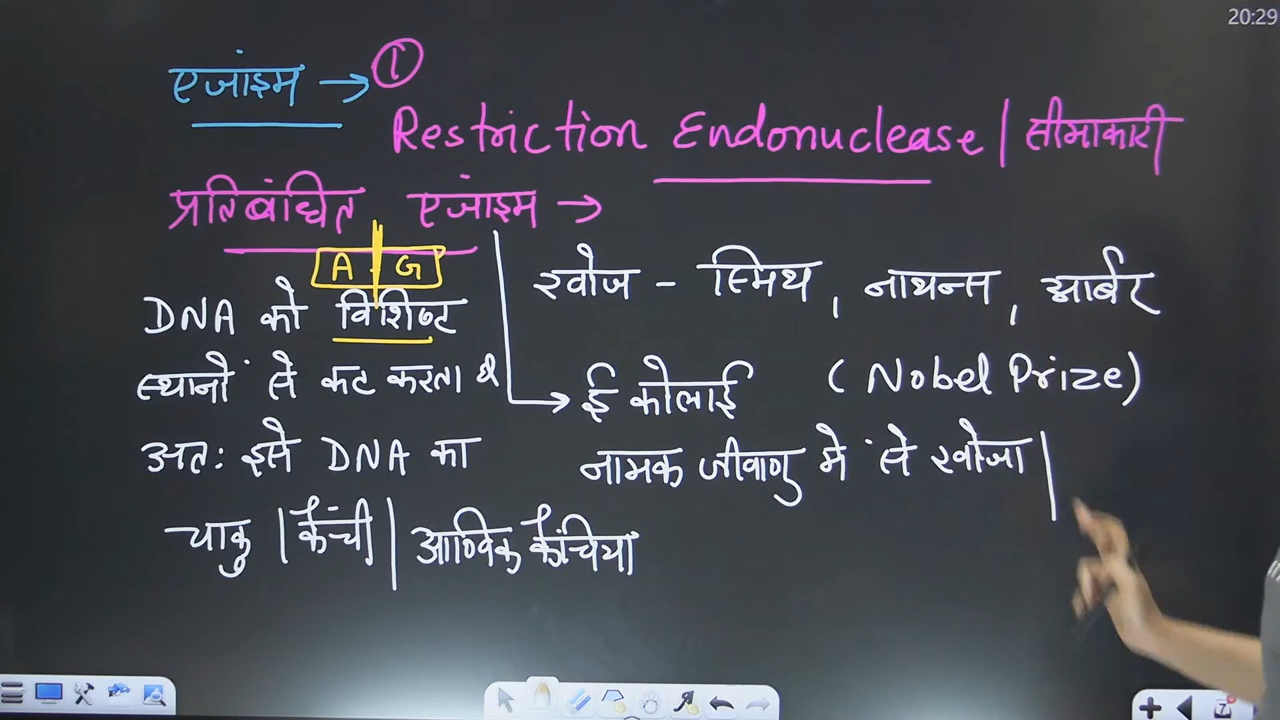 20:29
एजांइम → ①
Restriction Endonuclease | सीमाकारी
प्रतिबंधित एंजाइम →
A G
DNA को विशिष्ट
स्थानों से कट करता है
अतः इसे DNA का
चाकु | कैंची | आण्विक कैंचिया
खोज - स्मिथ, नाथन्स, आर्बर
(Nobel Prize)
ई कोलाई
नामक जीवाणु में से खोजा |